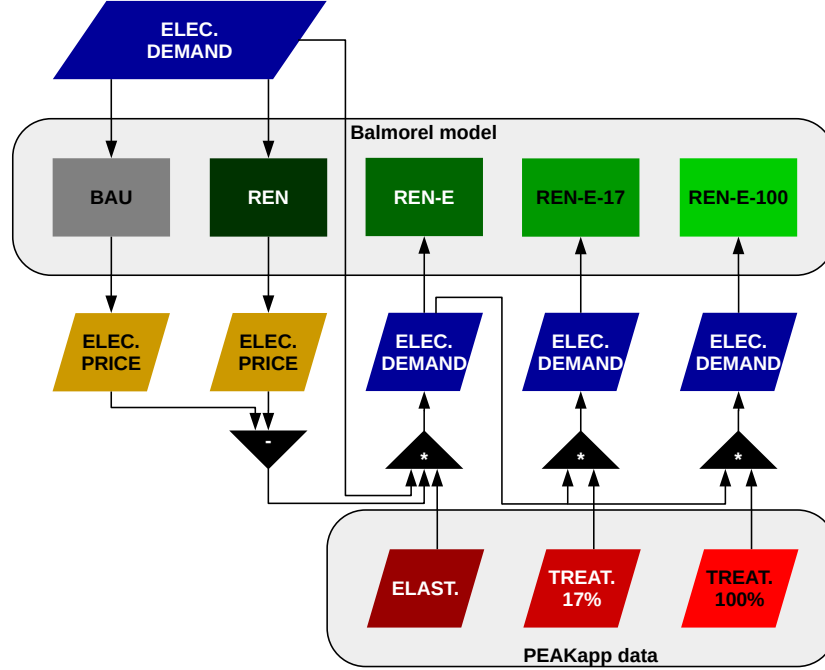 ELEC.
DEMAND
Balmorel model
BAU
REN
REN-E
REN-E-17
REN-E-100
ELEC.
PRICE
ELEC.
PRICE
ELEC.
DEMAND
ELEC.
DEMAND
ELEC.
DEMAND
-
*
*
*
ELAST.
TREAT.
17%
TREAT.
100%
PEAKapp data